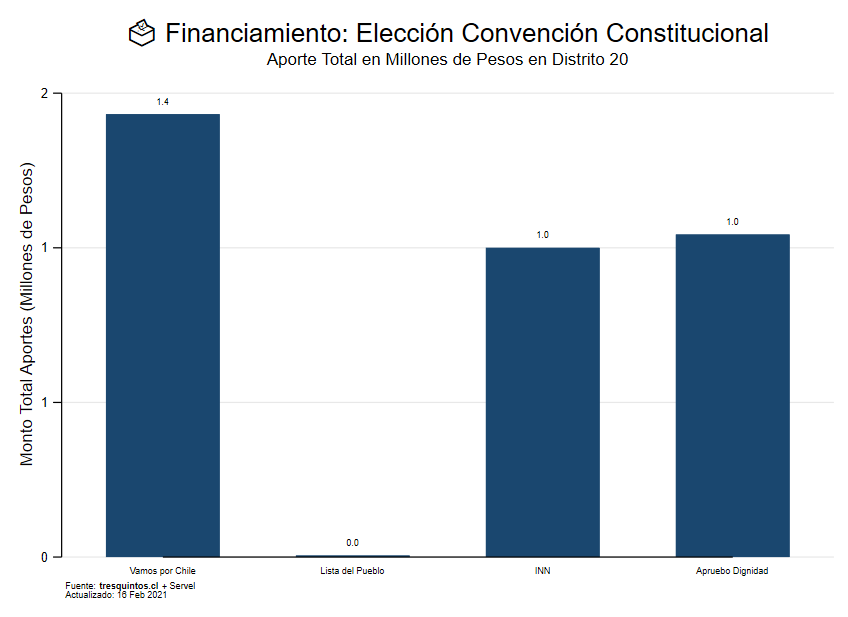 Financiamiento: Elección Convención Constitucional
Aporte Total en Millones de Pesos en Distrito 20
Monto Total Aportes (Millones de Pesos)
2
1
1
0
1.4
0.0
1.0
1.0
Vamos por Chile
Lista del Pueblo
INN
Apruebo Dignidad
Fuente: tresquintos.cl + Servel
Actualizado: 16 Feb 2021